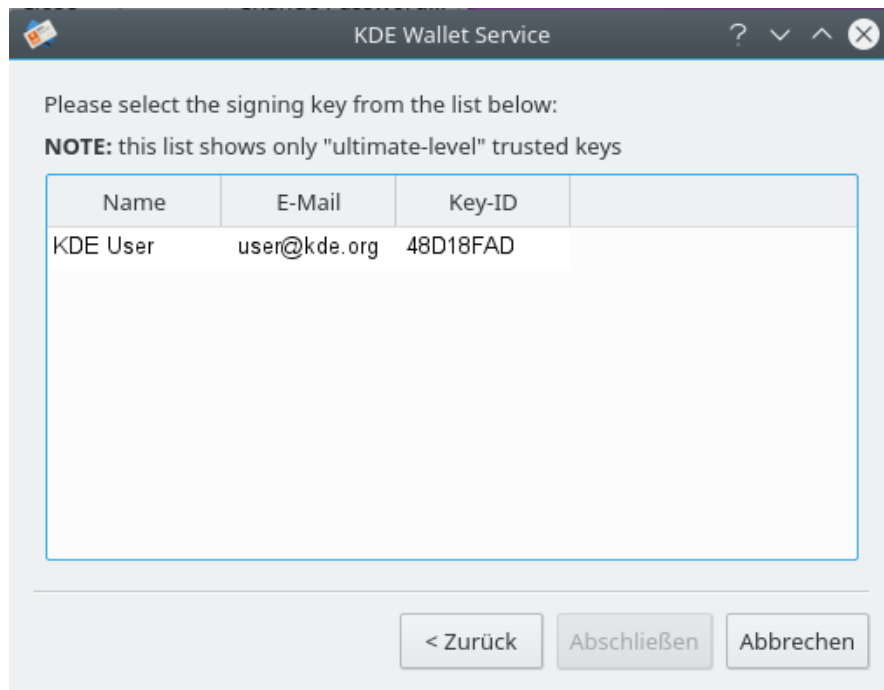 KDE Wallet Service
Please select the signing key from the list below:
NOTE: this list shows only "ultimate-level" trusted keys
Name E-Mail Key-ID
KDE User user@kde.org 48D18FAD
< Zurück Abschließen Abbrechen